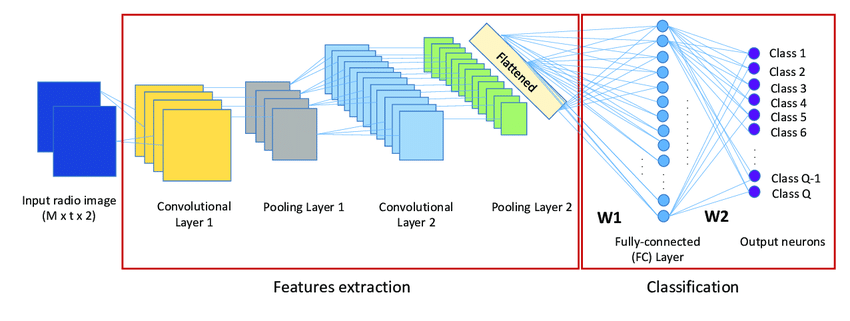 Input radio image
(M x t x 2)
Convolutional
Layer 1
Pooling Layer 1
Convolutional
Layer 2
Pooling Layer 2
Flattened
W1
W2
Fully-connected
(FC) Layer
Class 1
Class 2
Class 3
Class 4
Class 5
Class 6
Class Q-1
Class Q
Output neurons
Features extraction
Classification